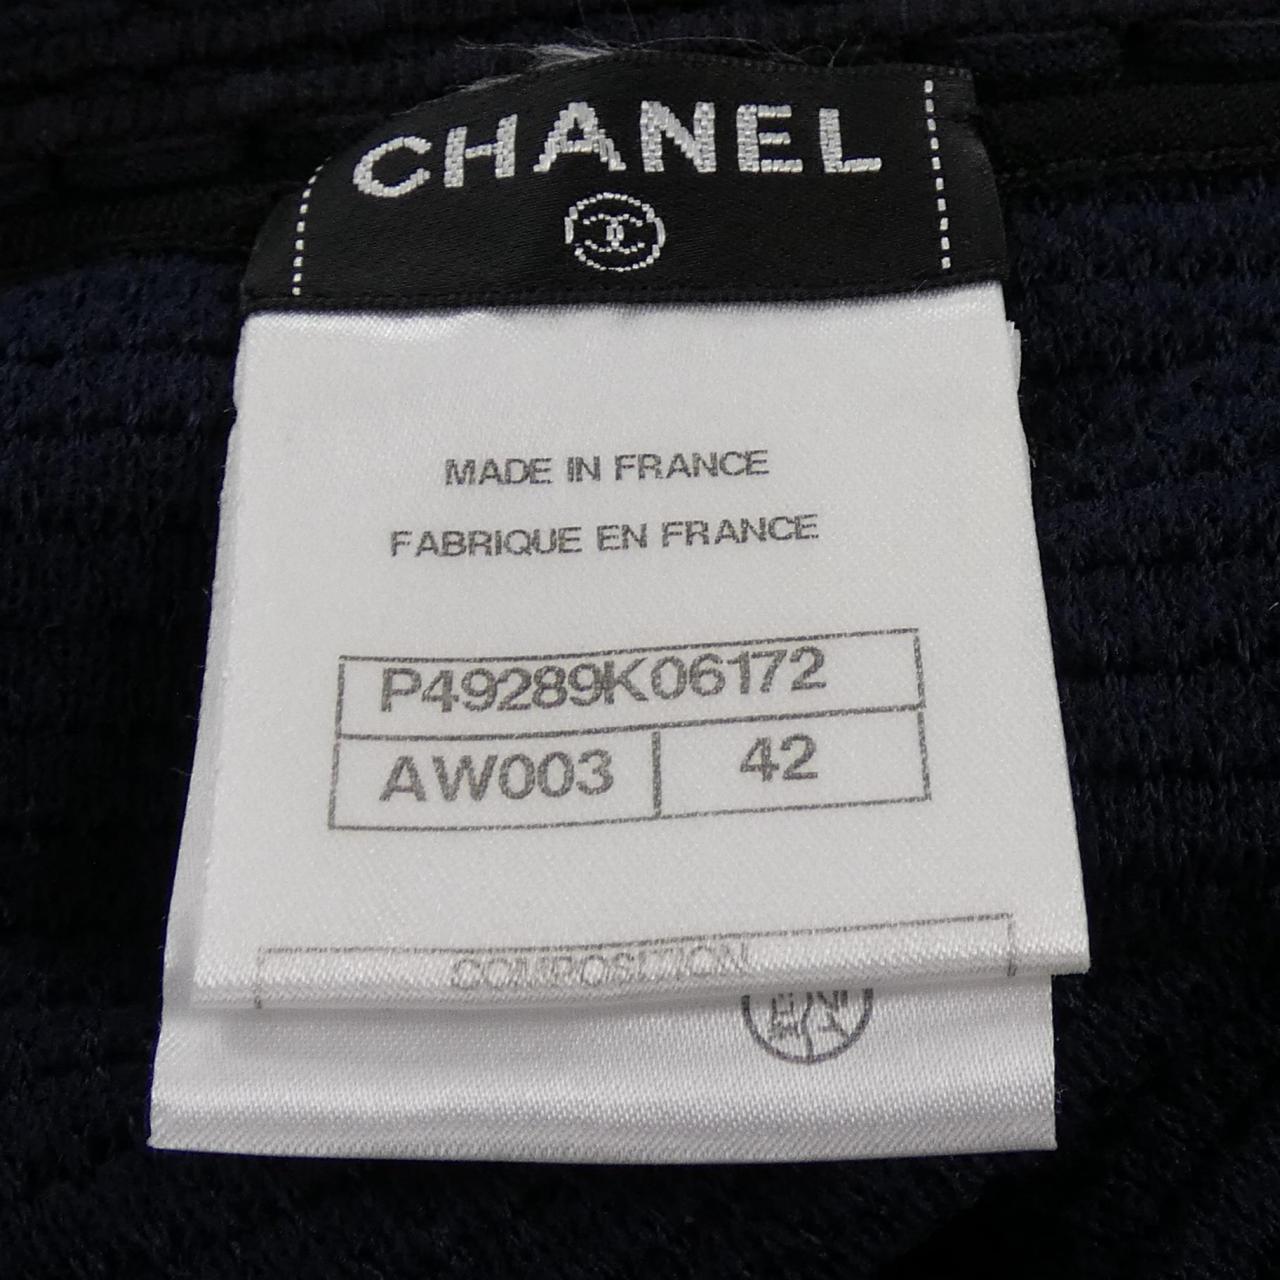 CHANEL
MADE IN FRANCE
FABRIQUE EN FRANCE
P49289K06172
AW003 42
COMPOSITION